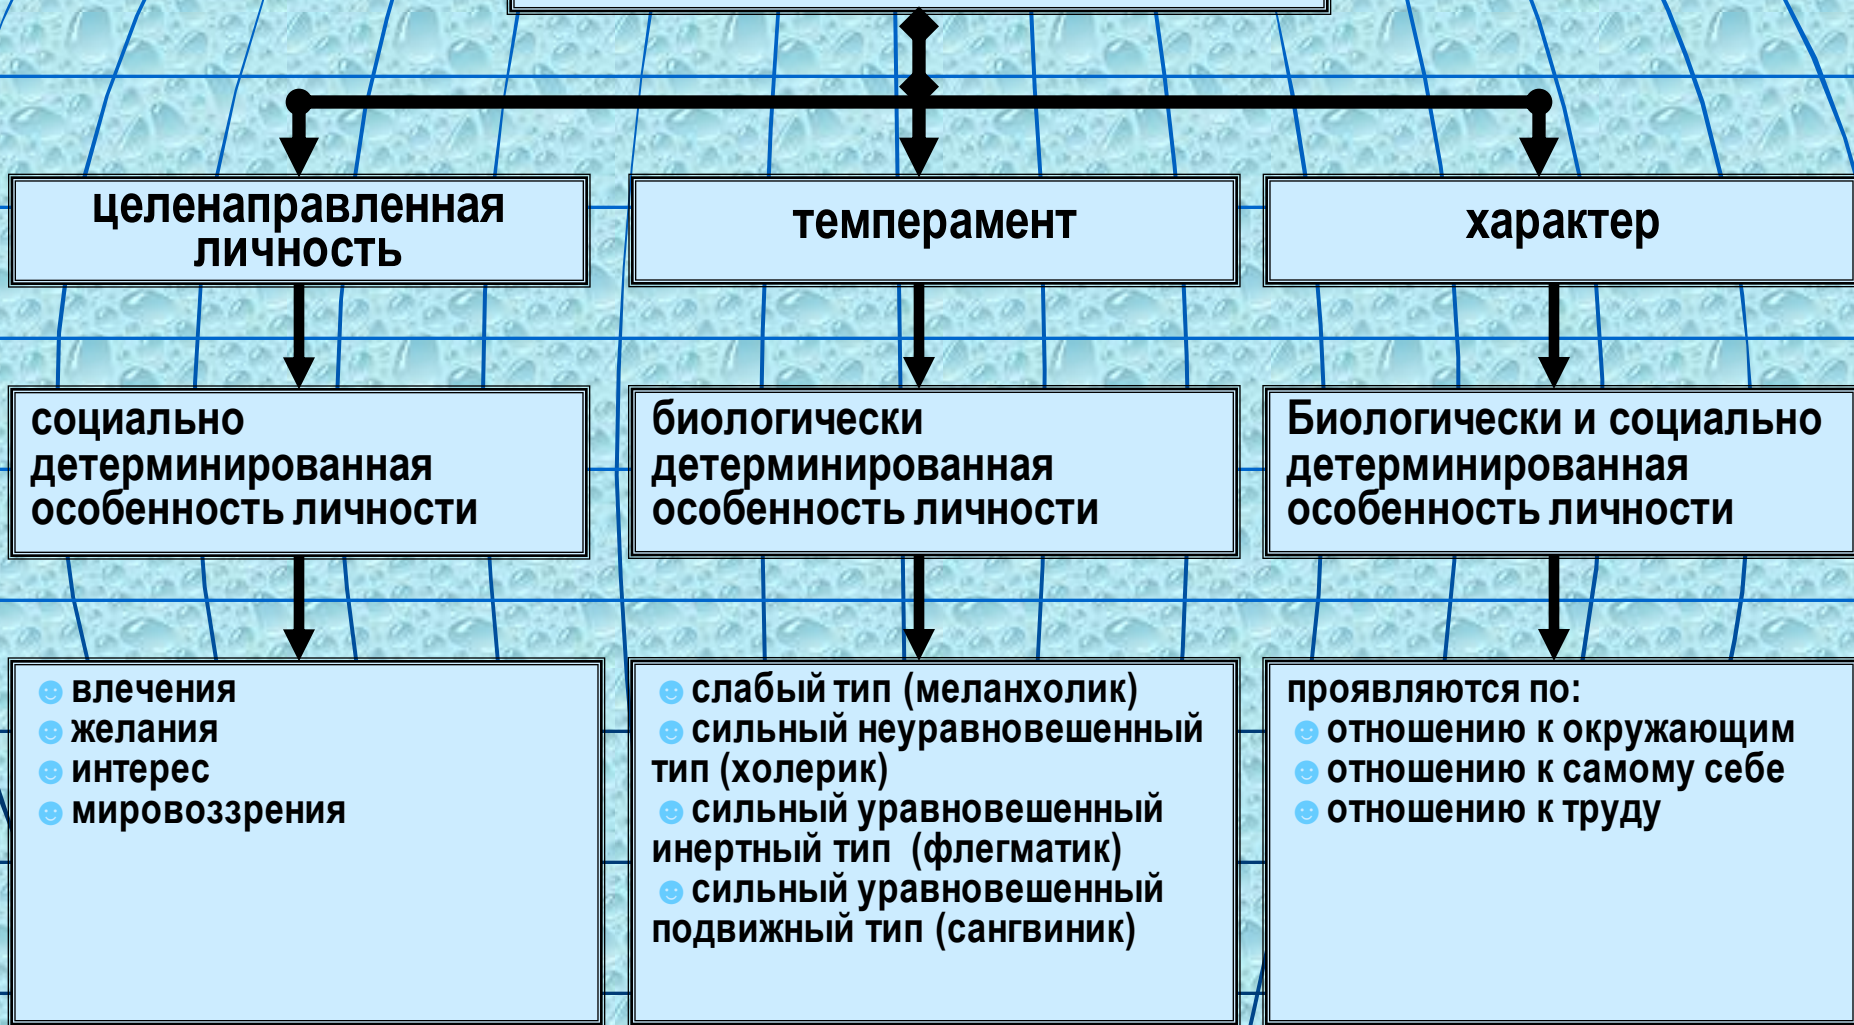 целенаправленная
личность
темперамент
характер
социально
детерминированная
особенность личности
биологически
детерминированная
особенность личности
Биологически и социально
детерминированная
особенность личности
влечения
желания
интерес
мировоззрения
слабый тип (меланхолик)
сильный неуравновешенный
тип (холерик)
сильный уравновешенный
инертный тип (флегматик)
сильный уравновешенный
подвижный тип (сангвиник)
проявляются по:
отношению к окружающим
отношению к самому себе
отношению к труду